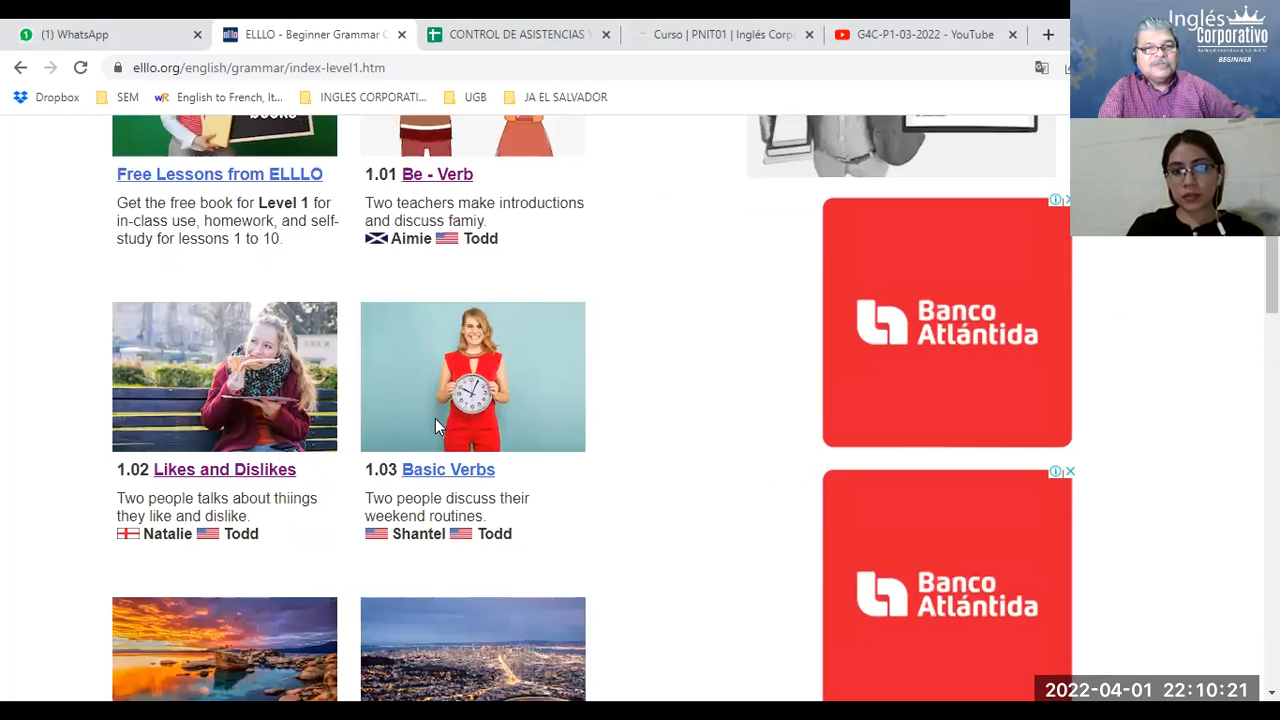 (1) WhatsApp
ELLLO - Beginner Grammar
CONTROL DE ASISTENCIAS Y
Curso | PNIT01 | Inglés Corp
G4C-P1-03-2022 - YouTube
elllo.org/english/grammar/index-level1.htm
Dropbox
SEM
English to French, It...
INGLES CORPORATI...
UGB
JA EL SALVADOR
Inglés
Corporativo
BEGINNER
books
Free Lessons from ELLLO
Get the free book for Level 1 for
in-class use, homework, and self-
study for lessons 1 to 10.
1.01 Be - Verb
Two teachers make introductions
and discuss famiy.
Aimie Todd
Banco
Atlántida
1.02 Likes and Dislikes
Two people talks about thiings
they like and dislike.
Natalie Todd
1.03 Basic Verbs
Two people discuss their
weekend routines.
Shantel Todd
Banco
Atlántida
2022-04-01 22:10:21